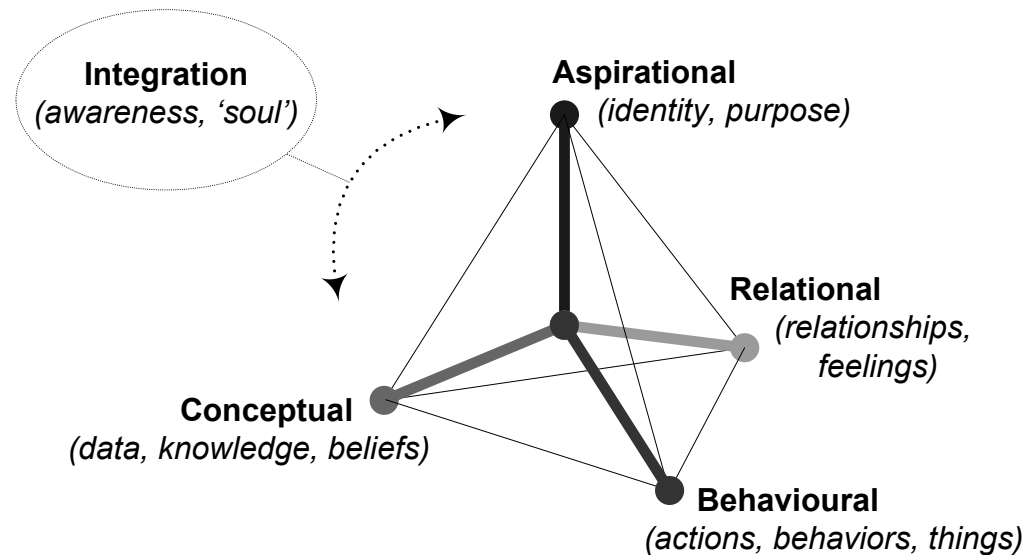 Integration
(awareness, ‘soul’)
Aspirational
(identity, purpose)
Relational
(relationships,
feelings)
Conceptual
(data, knowledge, beliefs)
Behavioural
(actions, behaviors, things)